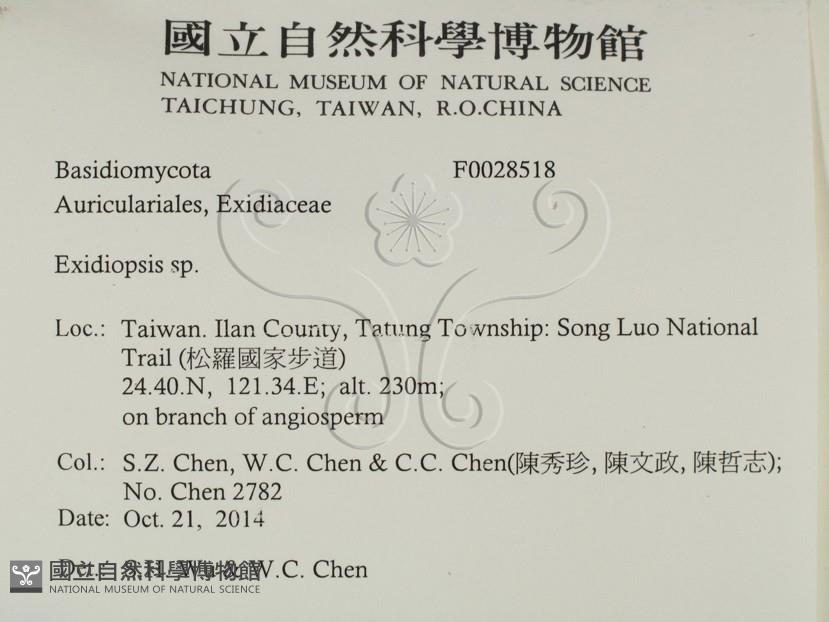 國立自然科學博物館
NATIONAL MUSEUM OF NATURAL SCIENCE
TAICHUNG, TAIWAN, R.O.CHINA
Basidiomycota F0028518
Auriculariales, Exidiaceae
Exidiopsis sp.
Loc.: Taiwan. Ilan County, Tatung Township: Song Luo National
Trail (松羅國家步道)
24.40.N, 121.34.E; alt. 230m;
on branch of angiosperm
Col.: S.Z. Chen, W.C. Chen & C.C. Chen(陳秀珍, 陳文政, 陳哲志);
No. Chen 2782
Date: Oct. 21, 2014
Det.: S.H. Wu & W.C. Chen
國立自然科學博物館
NATIONAL MUSEUM OF NATURAL SCIENCE